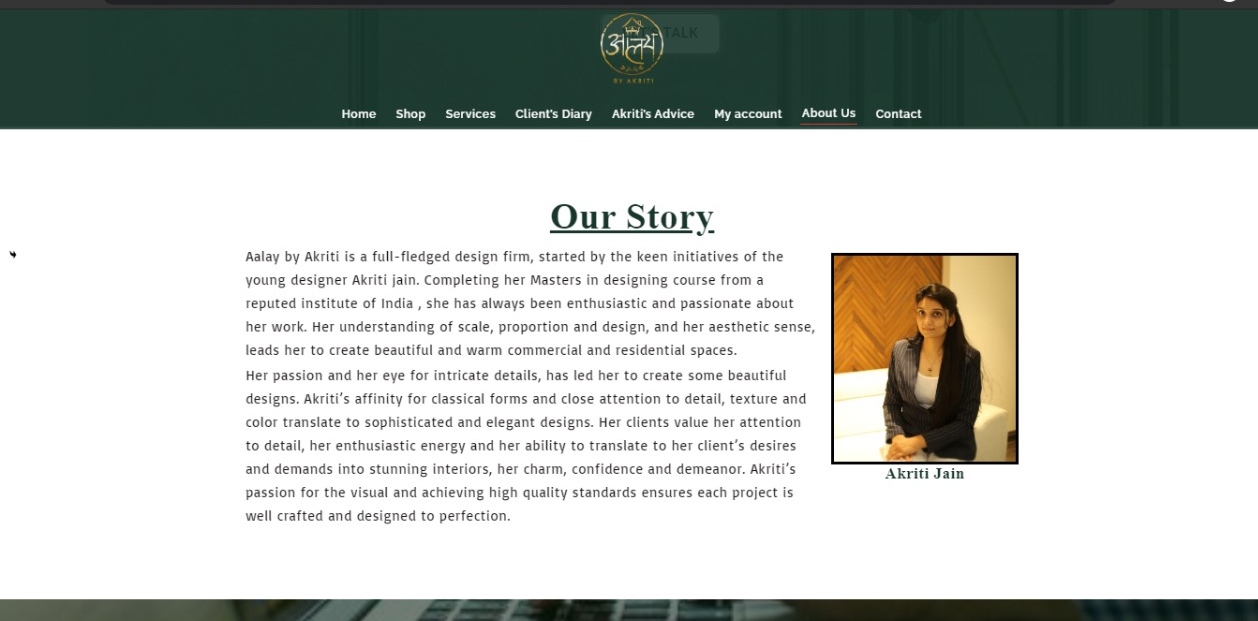 TALK
आलय
BY AKRITI
Home Shop Services Client's Diary Akriti's Advice My account About Us Contact
Our Story
Aalay by Akriti is a full-fledged design firm, started by the keen initiatives of the
young designer Akriti jain. Completing her Masters in designing course from a
reputed institute of India , she has always been enthusiastic and passionate about
her work. Her understanding of scale, proportion and design, and her aesthetic sense,
leads her to create beautiful and warm commercial and residential spaces.
Her passion and her eye for intricate details, has led her to create some beautiful
designs. Akriti’s affinity for classical forms and close attention to detail, texture and
color translate to sophisticated and elegant designs. Her clients value her attention
to detail, her enthusiastic energy and her ability to translate to her client’s desires
and demands into stunning interiors, her charm, confidence and demeanor. Akriti’s
passion for the visual and achieving high quality standards ensures each project is
well crafted and designed to perfection.
Akriti Jain